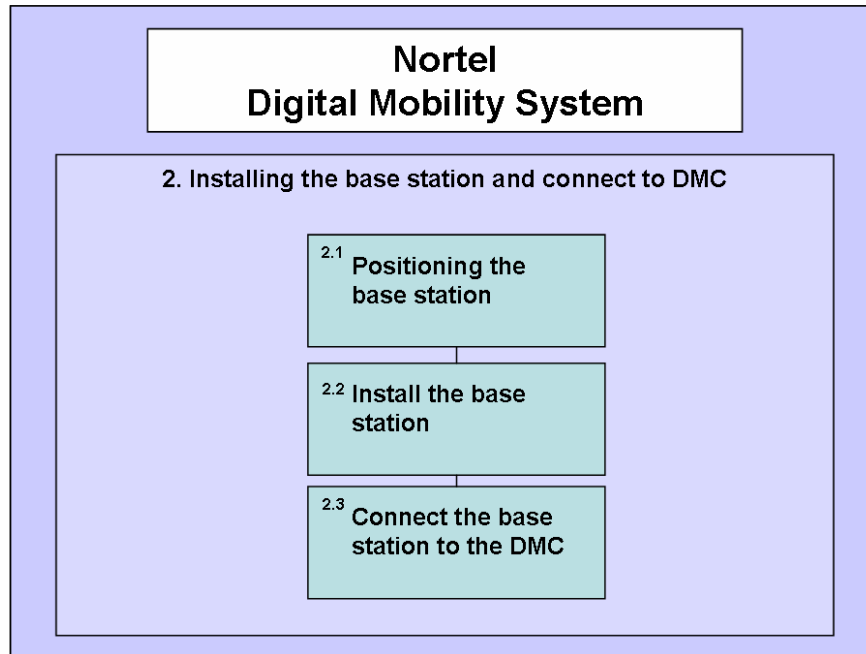 Nortel
Digital Mobility System
2. Installing the base station and connect to DMC
2.1 Positioning the
base station
2.2 Install the base
station
2.3 Connect the base
station to the DMC